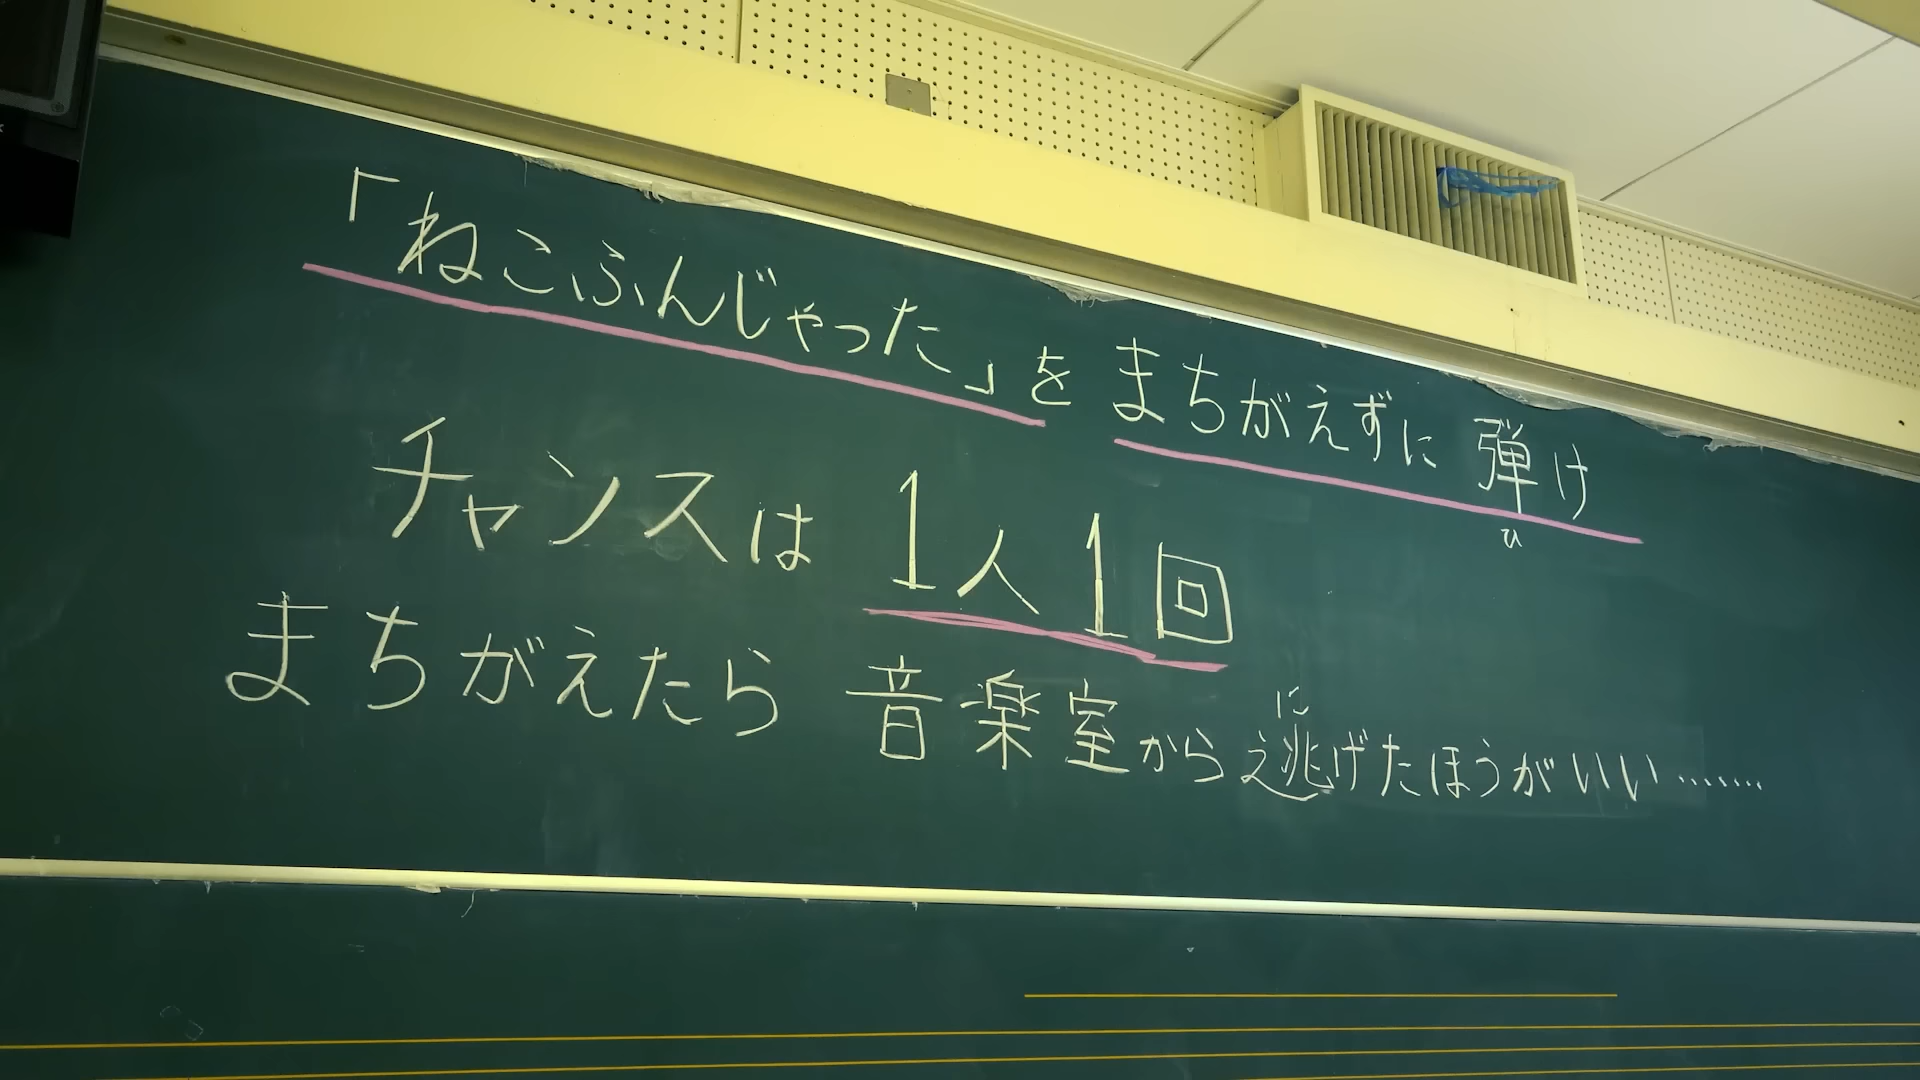 「ねこふんじゃった」を まちがえずに 弾け
ひ
チャンスは 1人1回
に
まちがえたら 音楽室から逃げたほうがいい………